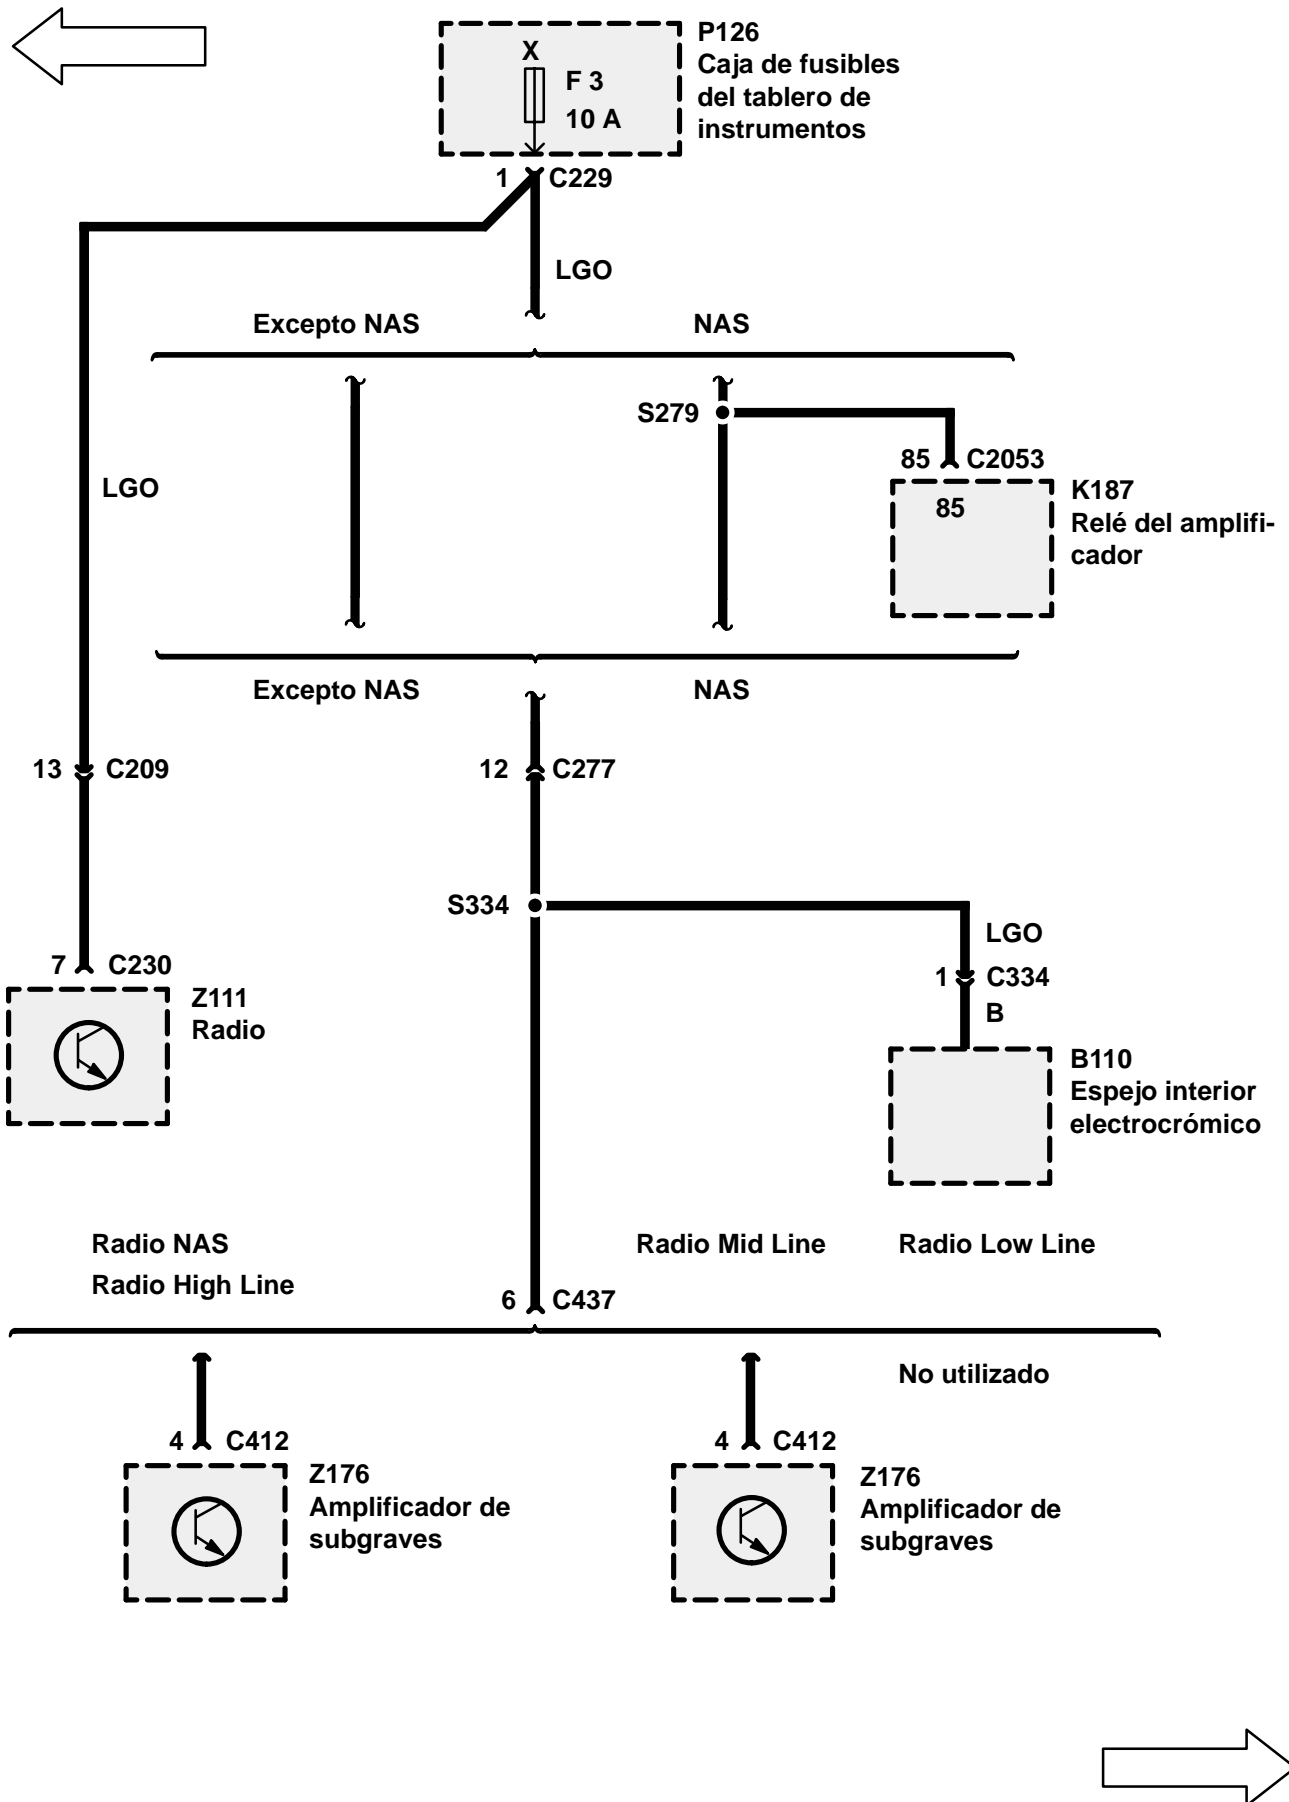 P126
Caja de fusibles
del tablero de
instrumentos
X
F 3
10 A
1 C229
LGO
Excepto NAS NAS
S279
85 C2053
K187
Relé del amplifi-
cador
85
LGO
Excepto NAS NAS
13 C209
12 C277
S334
LGO
1 C334
B
7 C230
Z111
Radio
B110
Espejo interior
electrocrómico
Radio NAS
Radio High Line
Radio Mid Line
Radio Low Line
6 C437
No utilizado
4 C412
Z176
Amplificador de
subgraves
4 C412
Z176
Amplificador de
subgraves